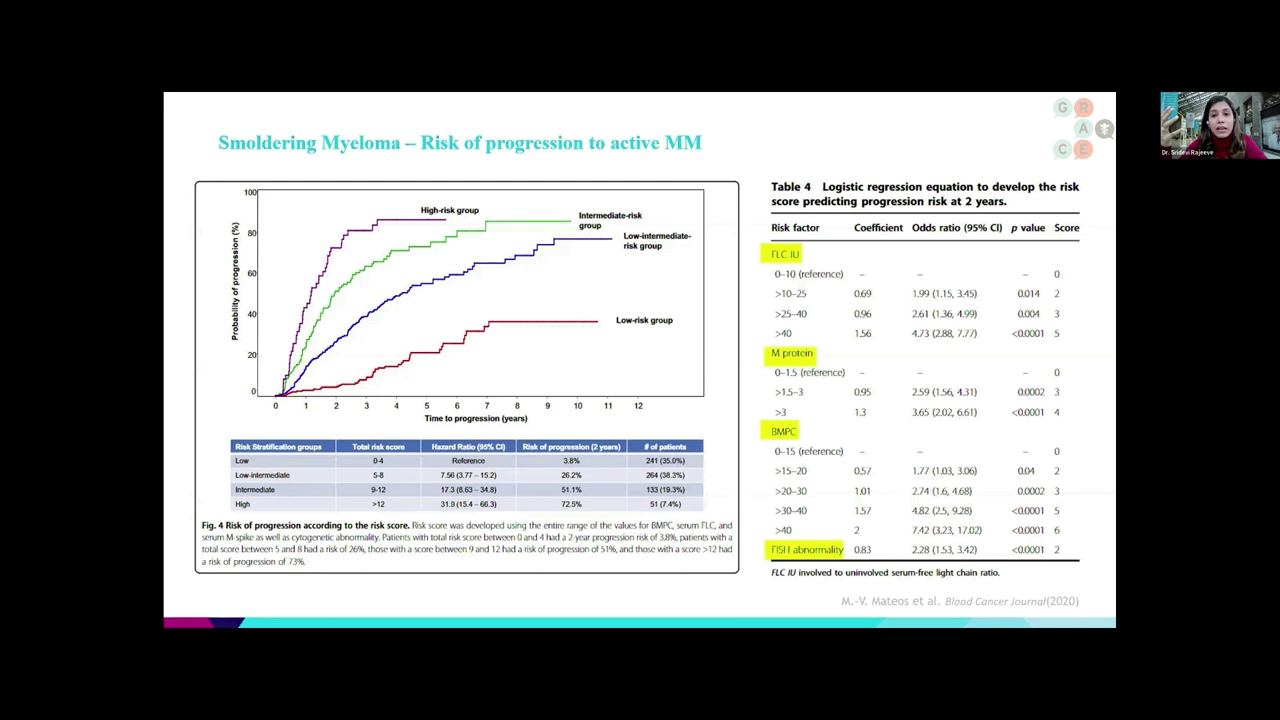 Smoldering Myeloma – Risk of progression to active MM
G R
A
C E
Dr. Sridevi Rajeeve
Probability of progression (%)
100
80
60
40
20
0
High-risk group
Intermediate-risk
group
Low-intermediate-
risk group
Low-risk group
0 1 2 3 4 5 6 7 8 9 10 11 12
Time to progression (years)
Risk Stratification groups Total risk score Hazard Ratio (95% CI) Risk of progression (2 years) # of patients
Low 0-4 Reference 3.8% 241 (35.0%)
Low-intermediate 5-8 7.56 (3.77 – 15.2) 26.2% 264 (38.3%)
Intermediate 9-12 17.3 (8.63 – 34.8) 51.1% 133 (19.3%)
High >12 31.9 (15.4 – 66.3) 72.5% 51 (7.4%)
Fig. 4 Risk of progression according to the risk score. Risk score was developed using the entire range of the values for BMPC, serum FLC, and
serum M-spike as well as cytogenetic abnormality. Patients with total risk score between 0 and 4 had a 2-year progression risk of 3.8%, patients with a
total score between 5 and 8 had a risk of 26%, those with a score between 9 and 12 had a risk of progression of 51%, and those with a score >12 had
a risk of progression of 73%.
Table 4 Logistic regression equation to develop the risk
score predicting progression risk at 2 years.
Risk factor Coefficient Odds ratio (95% CI) p value Score
FLC IU
0–10 (reference) – – – 0
>10–25 0.69 1.99 (1.15, 3.45) 0.014 2
>25–40 0.96 2.61 (1.36, 4.99) 0.004 3
>40 1.56 4.73 (2.88, 7.77) <0.0001 5
M protein
0–1.5 (reference) – – – 0
>1.5–3 0.95 2.59 (1.56, 4.31) 0.0002 3
>3 1.3 3.65 (2.02, 6.61) <0.0001 4
BMPC
0–15 (reference) – – – 0
>15–20 0.57 1.77 (1.03, 3.06) 0.04 2
>20–30 1.01 2.74 (1.6, 4.68) 0.0002 3
>30–40 1.57 4.82 (2.5, 9.28) <0.0001 5
>40 2 7.42 (3.23, 17.02) <0.0001 6
FISH abnormality 0.83 2.28 (1.53, 3.42) <0.0001 2
FLC IU involved to uninvolved serum-free light chain ratio.
M.-V. Mateos et al. Blood Cancer Journal(2020)